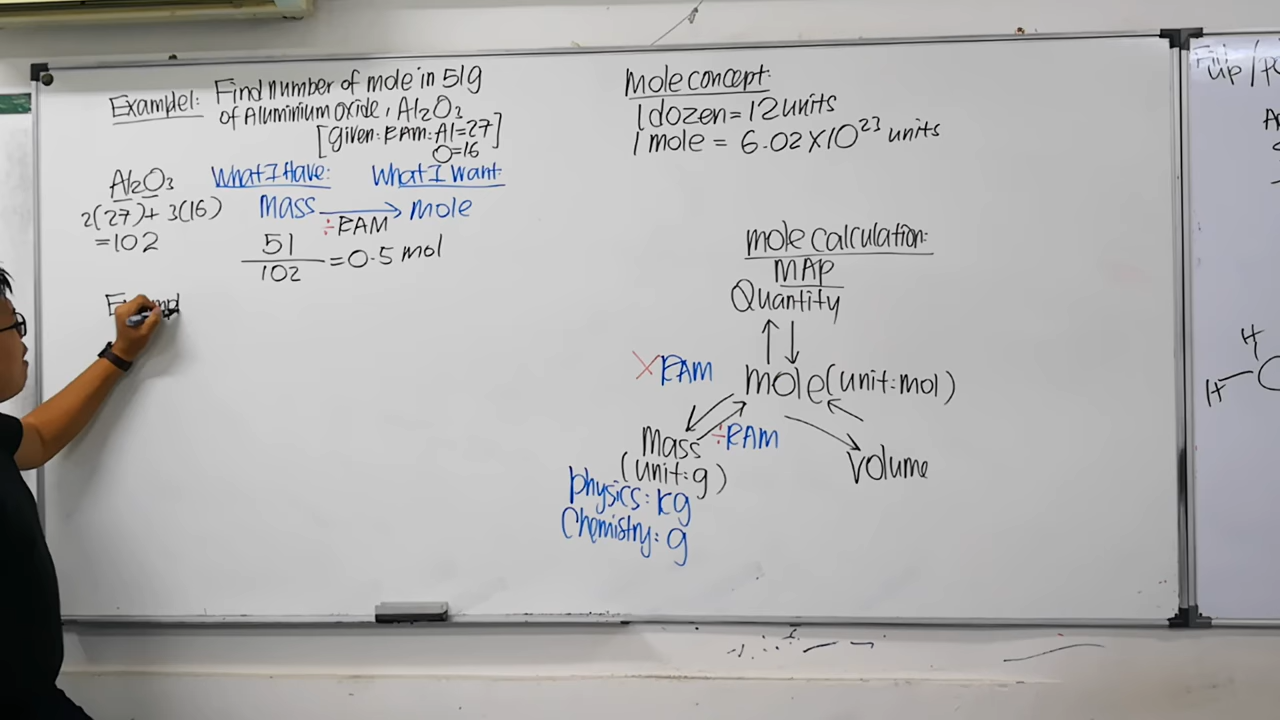 Example1: Find number of mole in 51g
of Aluminium oxide, Al2O3
[given: RAM: Al=27]
O=16
Al2O3
2(27)+3(16)
=102
What I Have: What I Want:
Mass → mole
÷RAM
51
102
=0.5 mol
Exampl
Mole concept:
1 dozen = 12 units
1 mole = 6.02×10²³ units
mole calculation:
MAP
Quantity
×RAM
mole (unit:mol)
÷RAM
Mass
(unit:g)
Volume
Physics: kg
Chemistry: g
up /
H
H